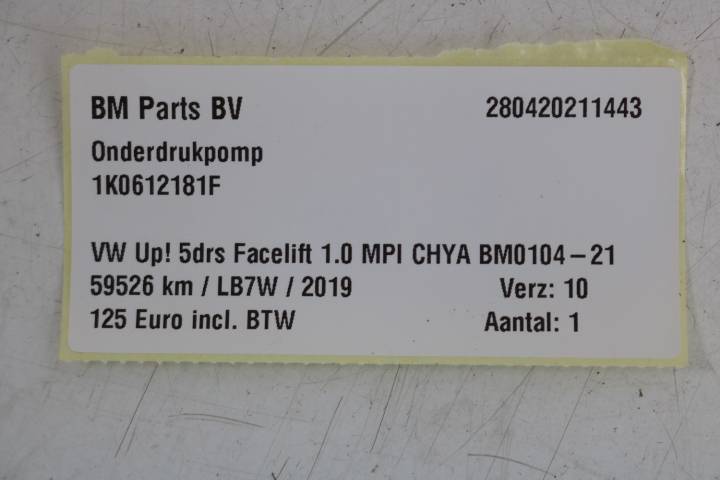 BM Parts BV 280420211443
Onderdrukpomp
1K0612181F
VW Up! 5drs Facelift 1.0 MPI CHYA BM0104-21
59526 km / LB7W / 2019 Verz: 10
125 Euro incl. BTW Aantal: 1